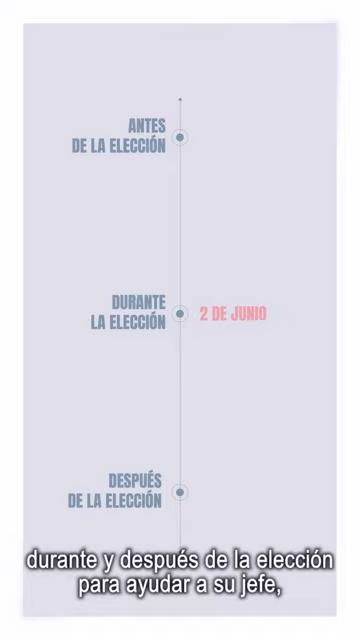 ANTES
DE LA ELECCIÓN
DURANTE
LA ELECCIÓN
2 DE JUNIO
DESPUÉS
DE LA ELECCIÓN
durante y después de la elección
para ayudar a su jefe,